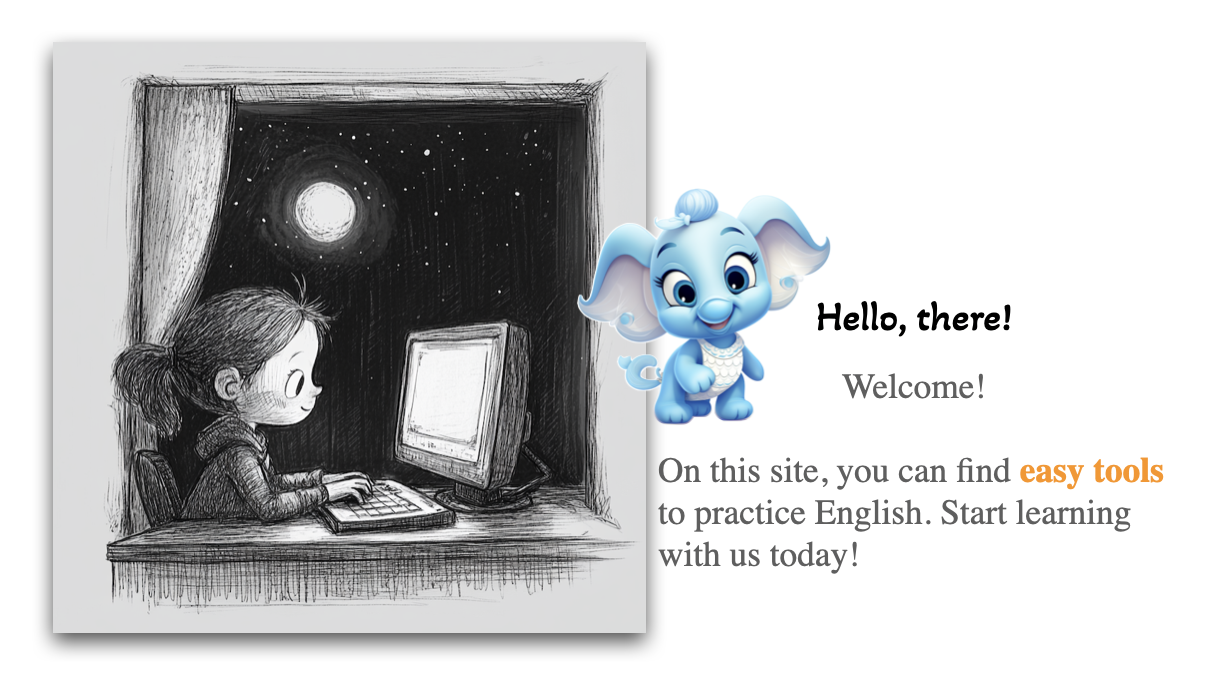 Hello, there!
Welcome!
On this site, you can find easy tools
to practice English. Start learning
with us today!